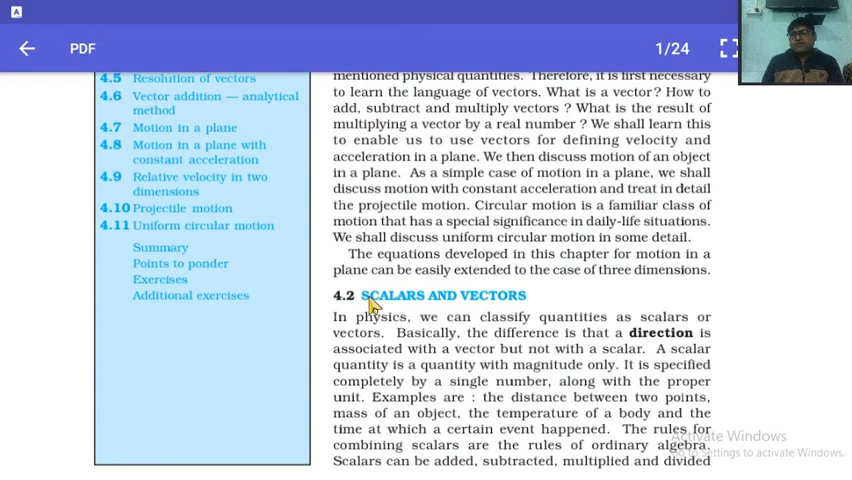 A
PDF
1/24
4.5 Resolution of vectors
4.6 Vector addition — analytical
method
4.7 Motion in a plane
4.8 Motion in a plane with
constant acceleration
4.9 Relative velocity in two
dimensions
4.10 Projectile motion
4.11 Uniform circular motion
Summary
Points to ponder
Exercises
Additional exercises
mentioned physical quantities. Therefore, it is first necessary
to learn the language of vectors. What is a vector? How to
add, subtract and multiply vectors ? What is the result of
multiplying a vector by a real number ? We shall learn this
to enable us to use vectors for defining velocity and
acceleration in a plane. We then discuss motion of an object
in a plane. As a simple case of motion in a plane, we shall
discuss motion with constant acceleration and treat in detail
the projectile motion. Circular motion is a familiar class of
motion that has a special significance in daily-life situations.
We shall discuss uniform circular motion in some detail.
The equations developed in this chapter for motion in a
plane can be easily extended to the case of three dimensions.
4.2 SCALARS AND VECTORS
In physics, we can classify quantities as scalars or
vectors. Basically, the difference is that a direction is
associated with a vector but not with a scalar. A scalar
quantity is a quantity with magnitude only. It is specified
completely by a single number, along with the proper
unit. Examples are : the distance between two points,
mass of an object, the temperature of a body and the
time at which a certain event happened. The rules for
combining scalars are the rules of ordinary algebra.
Scalars can be added, subtracted, multiplied and divided
Activate Windows
Go to Settings to activate Windows.